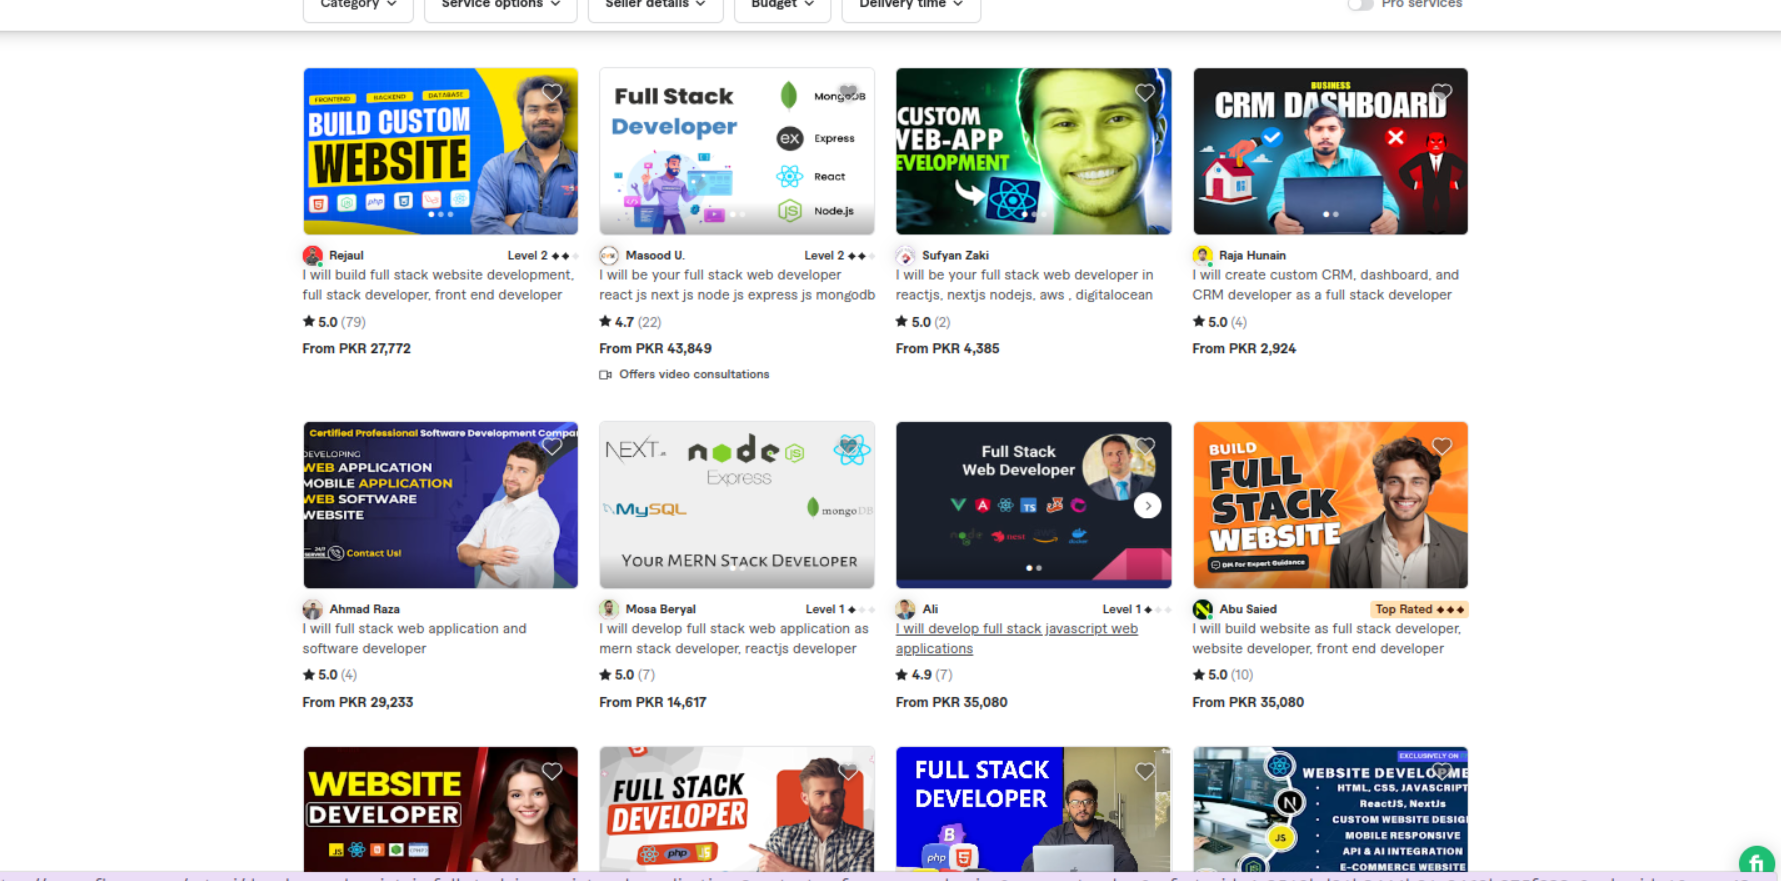 Category
Service options
Seller details
Budget
Delivery time
Pro services
FRONTEND BACKEND DATABASE
BUILD CUSTOM
WEBSITE
php
Rejaul
Level 2
I will build full stack website development,
full stack developer, front end developer
5.0 (79)
From PKR 27,772
Full Stack
Developer
MongoDB
ex Express
React
Node.js
Masood U.
Level 2
I will be your full stack web developer
react js next js node js express js mongodb
4.7 (22)
From PKR 43,849
Offers video consultations
CUSTOM
WEB-APP
EVELOPMENT
Sufyan Zaki
I will be your full stack web developer in
reactjs, nextjs nodejs, aws , digitalocean
5.0 (2)
From PKR 4,385
BUSINESS
CRM DASHBOARD
Raja Hunain
I will create custom CRM, dashboard, and
CRM developer as a full stack developer
5.0 (4)
From PKR 2,924
Certified Professional Software Development Compa
DEVELOPING
WEB APPLICATION
MOBILE APPLICATION
WEB SOFTWARE
WEBSITE
24/7
SERVICE
Contact Us!
Ahmad Raza
I will full stack web application and
software developer
5.0 (4)
From PKR 29,233
NEXT.
node
Express
MySQL
mongoDB
YOUR MERN STACK DEVELOPER
Mosa Beryal
Level 1
I will develop full stack web application as
mern stack developer, reactjs developer
5.0 (7)
From PKR 14,617
Full Stack
Web Developer
TS
node nest aws
Ali
Level 1
I will develop full stack javascript web
applications
4.9 (7)
From PKR 35,080
BUILD
FULL
STACK
WEBSITE
DM For Expert Guidance
Abu Saied
Top Rated
I will build website as full stack developer,
website developer, front end developer
5.0 (10)
From PKR 35,080
WEBSITE
DEVELOPER
JS
FULL STACK
DEVELOPER
php JS
FULL STACK
DEVELOPER
B
php
EXCLUSIVELY ON
WEBSITE DEVELOPME
HTML, CSS, JAVASCRIPT
ReactJS, NextJs
CUSTOM WEBSITE DESIG
MOBILE RESPONSIVE
API & AI INTEGRATION
E-COMMERCE WEBSITE
N
JS
fi